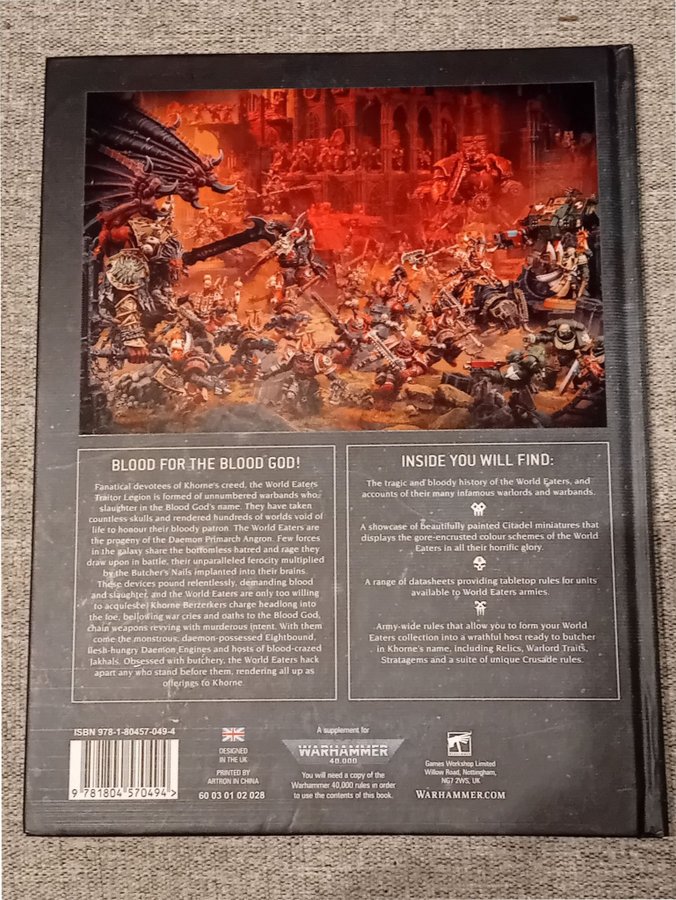 BLOOD FOR THE BLOOD GOD!
Fanatical devotees of Khorne's creed, the World Eaters
Traitor Legion is formed of unnumbered warbands who
slaughter in the Blood God's name. They have taken
countless skulls and rendered hundreds of worlds void of
life to honour their bloody patron. The World Eaters are
the progeny of the Daemon Primarch Angron. Few forces
in the galaxy share the bottomless hatred and rage they
draw upon in battle, their unparalleled ferocity multiplied
by the Butcher's Nails implanted into their brains.
These devices pound relentlessly, demanding blood
and slaughter, and the World Eaters are only too willing
to acquiesce. Khorne Berzerkers charge headlong into
the foe, bellowing war cries and oaths to the Blood God,
chain weapons revving with murderous intent. With them
come the monstrous, daemon-possessed Eightbound,
flesh-hungry Daemon Engines and hosts of blood-crazed
Jakhals. Obsessed with butchery, the World Eaters hack
apart any who stand before them, rendering all up as
offerings to Khorne.
INSIDE YOU WILL FIND:
The tragic and bloody history of the World Eaters, and
accounts of their many infamous warlords and warbands.
A showcase of beautifully painted Citadel miniatures that
displays the gore-encrusted colour schemes of the World
Eaters in all their horrific glory.
A range of datasheets providing tabletop rules for units
available to World Eaters armies.
Army-wide rules that allow you to form your World
Eaters collection into a wrathful host ready to butcher
in Khorne's name, including Relics, Warlord Traits,
Stratagems and a suite of unique Crusade rules.
ISBN 978-1-80457-049-4
9 781804 570494 >
DESIGNED
IN THE UK
PRINTED BY
ARTRON IN CHINA
60 03 01 02 028
A supplement for
WARHAMMER
40,000
You will need a copy of the
Warhammer 40,000 rules in order
to use the contents of this book.
Games Workshop Limited
Willow Road, Nottingham,
NG7 2WS, UK
WARHAMMER.COM